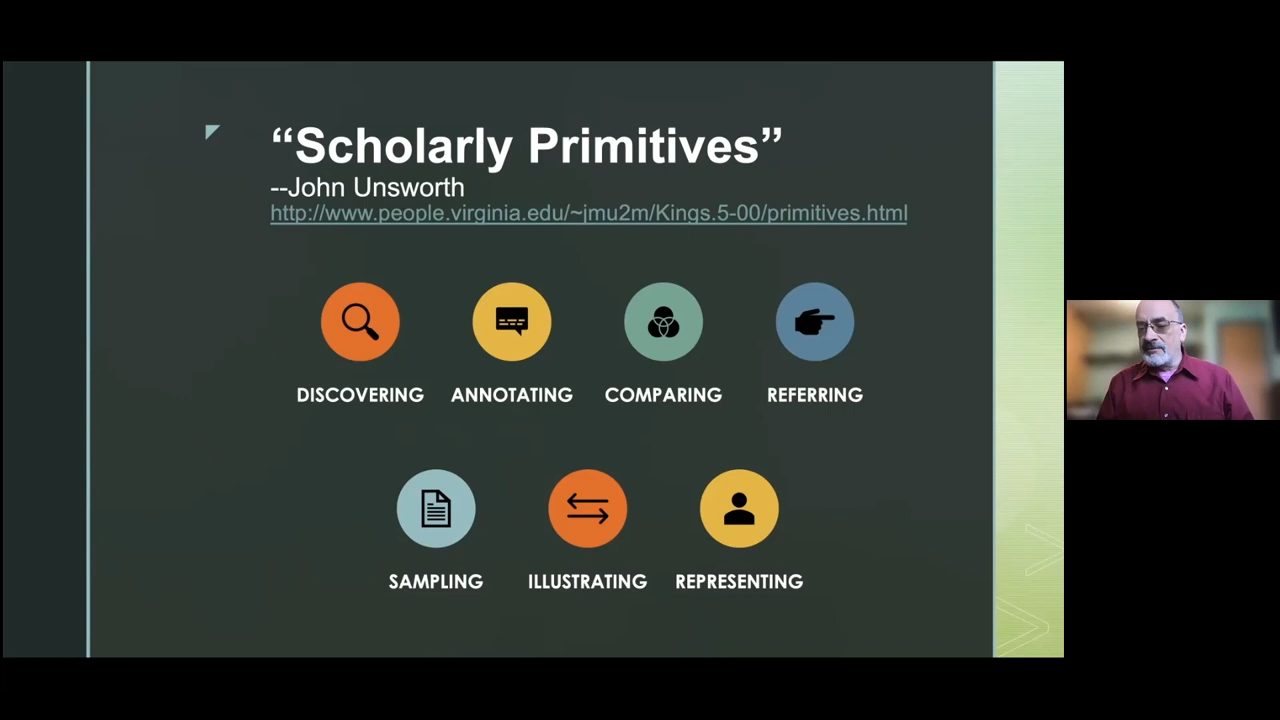 “Scholarly Primitives”
--John Unsworth
http://www.people.virginia.edu/~jmu2m/Kings.5-00/primitives.html
DISCOVERING
ANNOTATING
COMPARING
REFERRING
SAMPLING
ILLUSTRATING
REPRESENTING